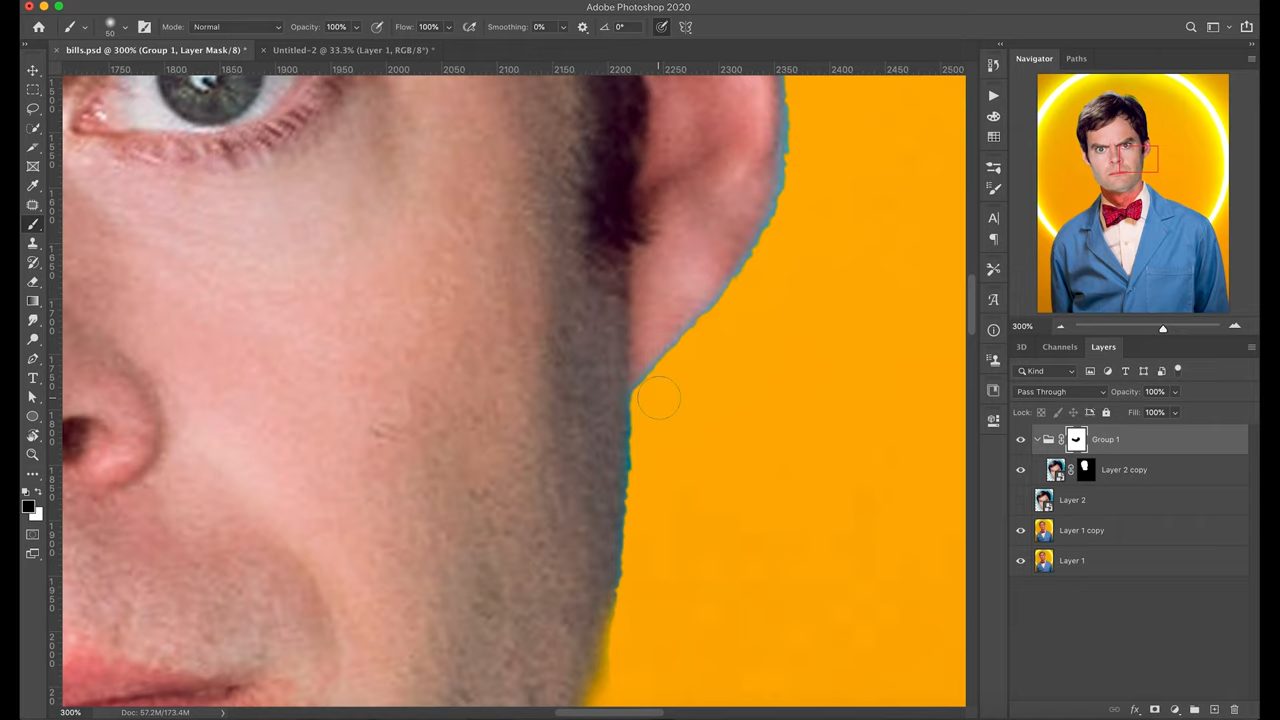 Adobe Photoshop 2020
50 Mode: Normal Opacity: 100% Flow: 100% Smoothing: 0% 0°
× bills.psd @ 300% (Group 1, Layer Mask/8) * × Untitled-2 @ 33.3% (Layer 1, RGB/8*) *
1750 1800 1850 1900 1950 2000 2050 2100 2150 2200 2250 2300 2350 2400 2450 2500
Navigator Paths
300%
3D Channels Layers
Kind
Pass Through Opacity: 100%
Lock: Fill: 100%
Group 1
Layer 2 copy
Layer 2
Layer 1 copy
Layer 1
300% Doc: 57.2M/173.4M